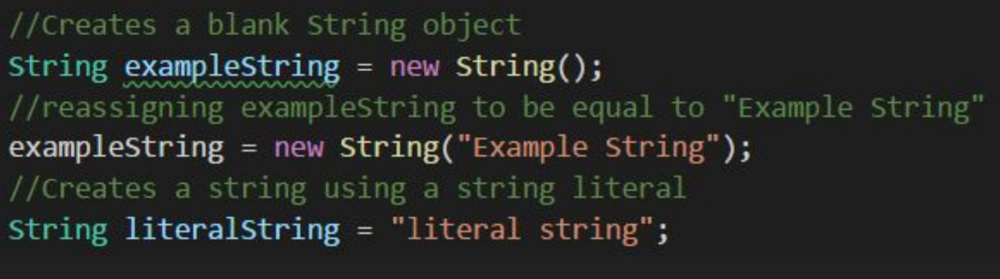 //Creates a blank String object
String exampleString = new String();
//reassigning exampleString to be equal to "Example String"
exampleString = new String("Example String");
//Creates a string using a string literal
String literalString = "literal string";